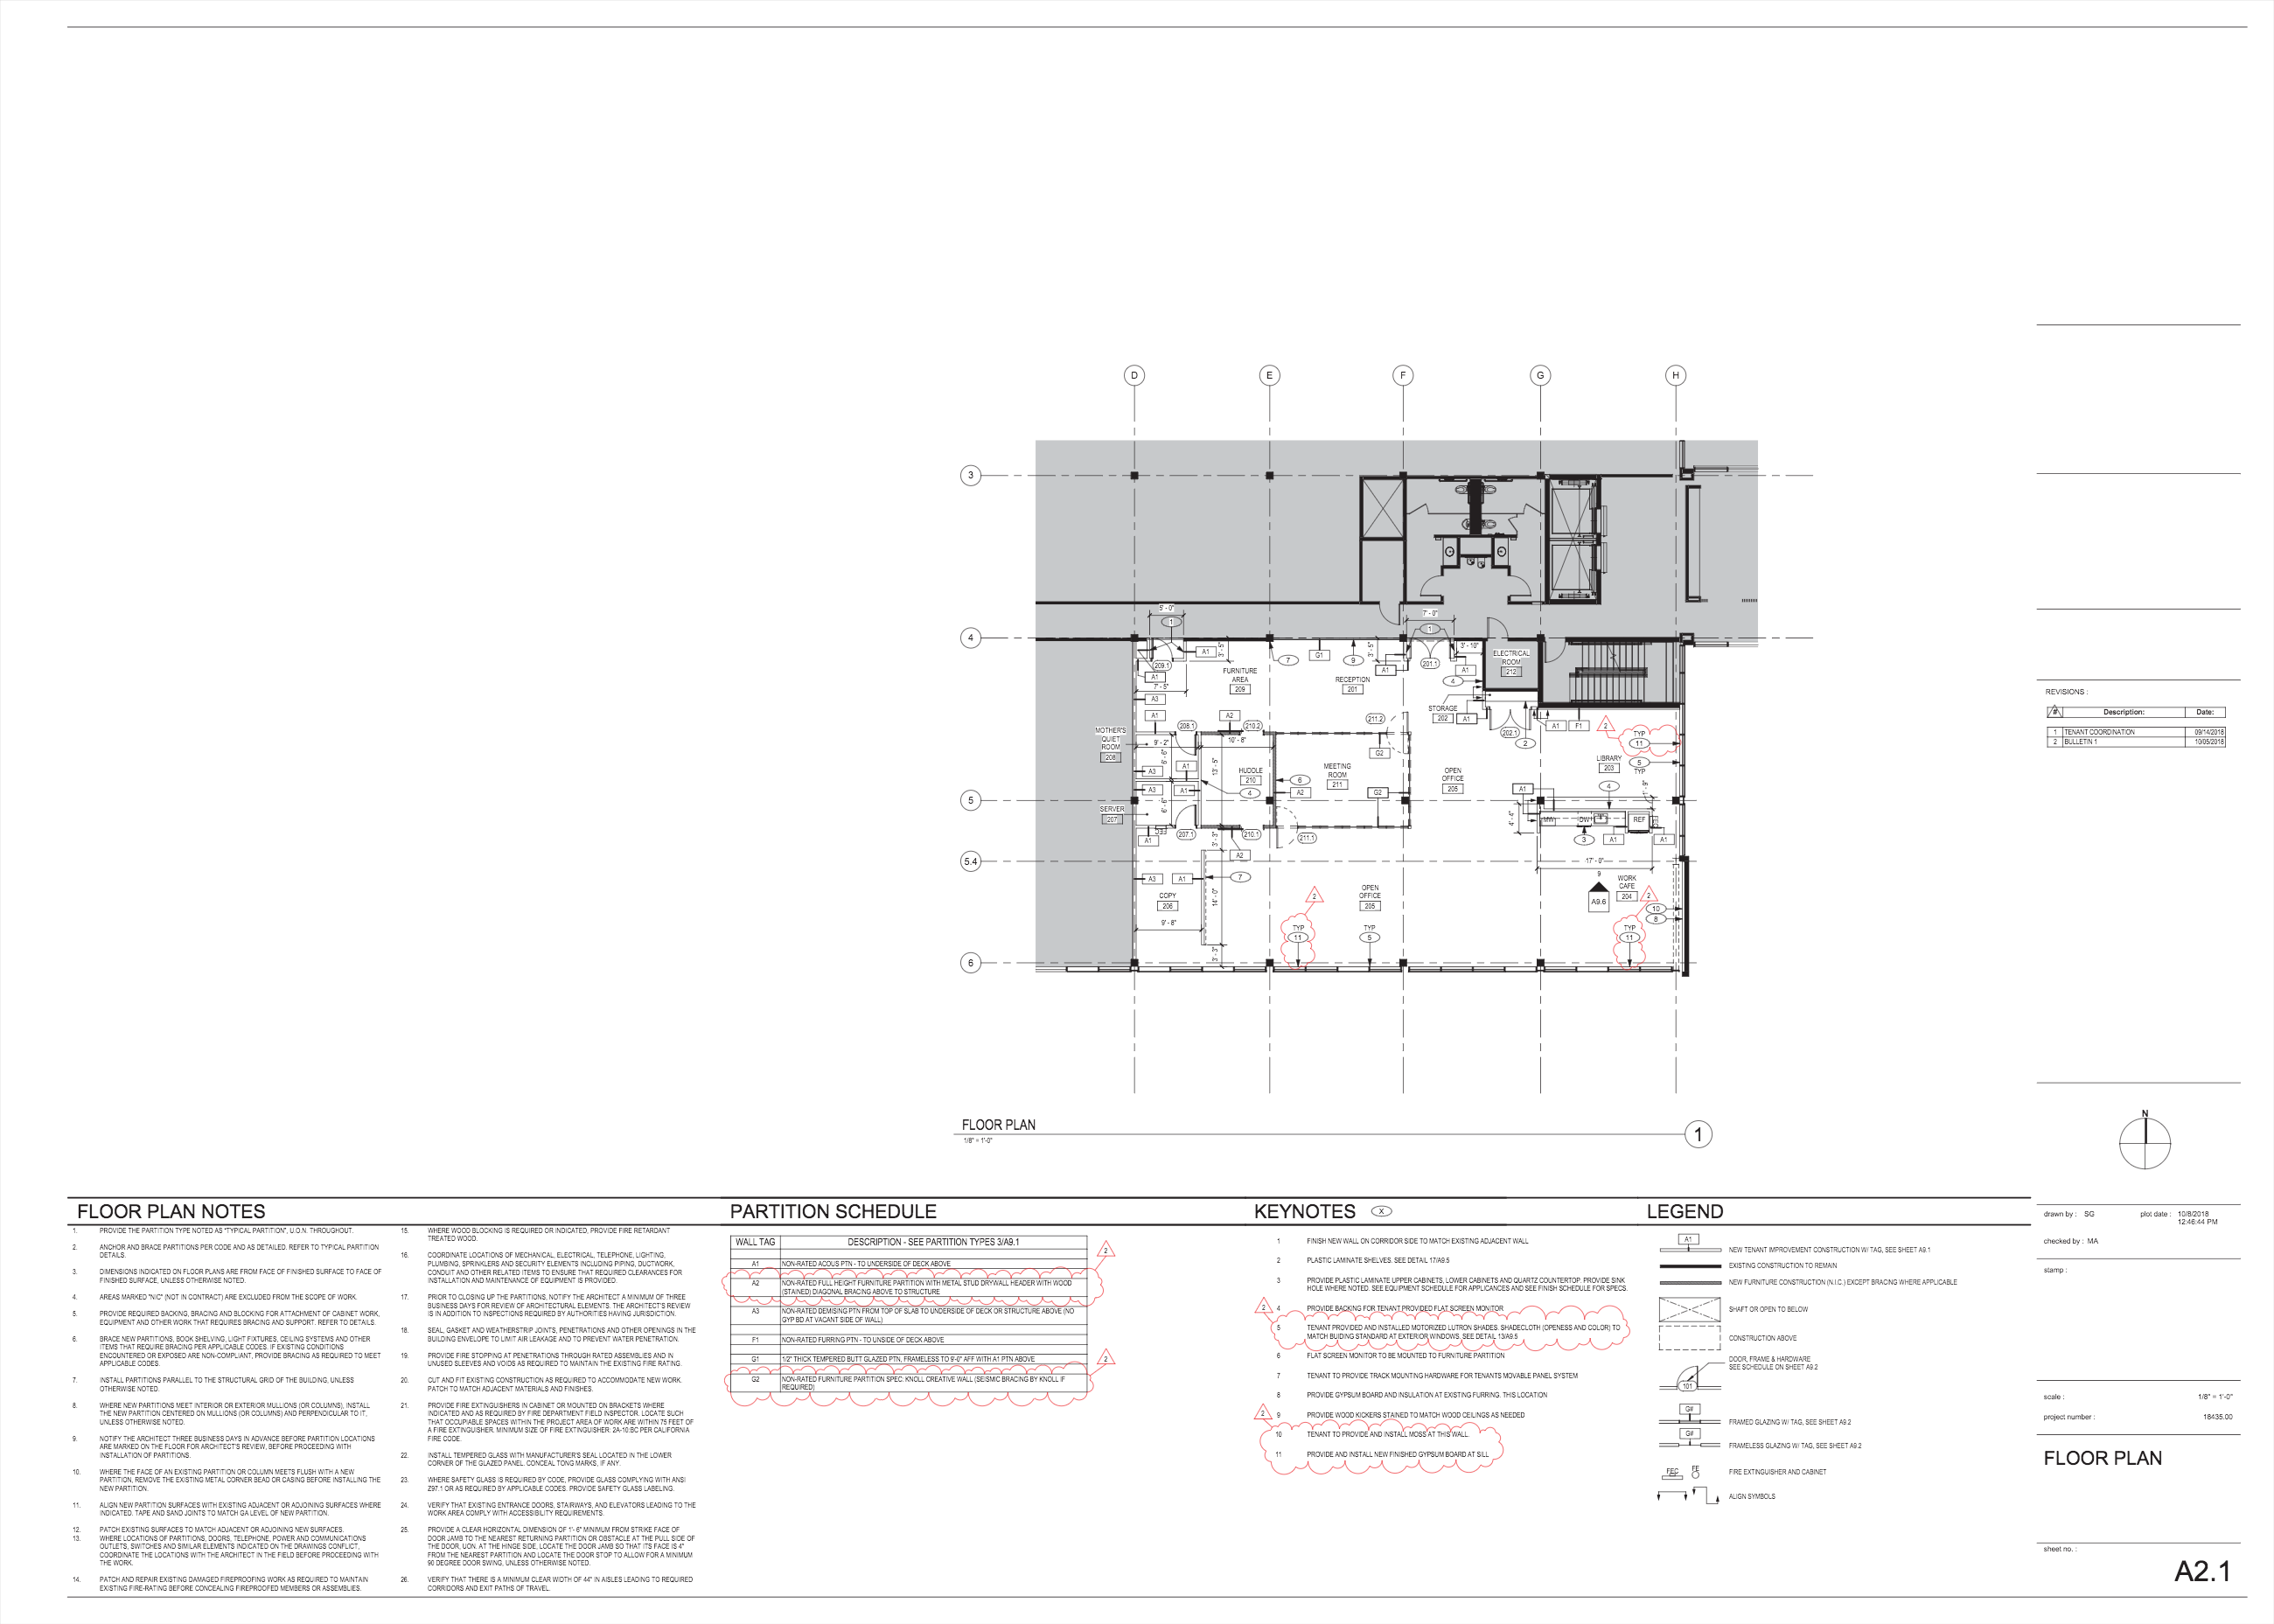 D
E
F
G
H
3
4
5
5.4
6
9' - 0"
1
7' - 0"
1
3' - 10"
ELECTRICAL
ROOM
212
A1
3' - 5"
7
G1
9
3' - 5"
209.1
A1
7' - 5"
FURNITURE
AREA
209
RECEPTION
201
A1
201.1
A1
4
A3
STORAGE
202
A1
A1
208.1
A2
210.2
211.2
202.1
2
A1
F1
2
TYP
11
MOTHER'S
QUIET
ROOM
208
9' - 2"
10' - 8"
G2
LIBRARY
203
5
TYP
6' - 6"
A3
A1
13' - 5"
HUDDLE
210
4
6
A2
MEETING
ROOM
211
G2
OPEN
OFFICE
205
A1
4
1' - 9"
A3
A1
SERVER
207
6' - 6"
FEC
207.1
A1
210.1
211.1
3' - 3"
A2
4' - 4"
MW
DW
REF
FEC
3
A1
A1
17' - 0"
A3
A1
7
COPY
206
14' - 0"
9' - 8"
3' - 3"
2
TYP
11
OPEN
OFFICE
205
TYP
5
9
A9.6
WORK
CAFE
204
2
10
8
TYP
11
FLOOR PLAN
1/8" = 1'-0"
1
FLOOR PLAN NOTES
1. PROVIDE THE PARTITION TYPE NOTED AS "TYPICAL PARTITION", U.O.N. THROUGHOUT.
2. ANCHOR AND BRACE PARTITIONS PER CODE AND AS DETAILED. REFER TO TYPICAL PARTITION
DETAILS.
3. DIMENSIONS INDICATED ON FLOOR PLANS ARE FROM FACE OF FINISHED SURFACE TO FACE OF
FINISHED SURFACE, UNLESS OTHERWISE NOTED.
4. AREAS MARKED "NIC" (NOT IN CONTRACT) ARE EXCLUDED FROM THE SCOPE OF WORK.
5. PROVIDE REQUIRED BACKING, BRACING AND BLOCKING FOR ATTACHMENT OF CABINET WORK,
EQUIPMENT AND OTHER WORK THAT REQUIRES BRACING AND SUPPORT. REFER TO DETAILS.
6. BRACE NEW PARTITIONS, BOOK SHELVING, LIGHT FIXTURES, CEILING SYSTEMS AND OTHER
ITEMS THAT REQUIRE BRACING PER APPLICABLE CODES. IF EXISTING CONDITIONS
ENCOUNTERED OR EXPOSED ARE NON-COMPLIANT, PROVIDE BRACING AS REQUIRED TO MEET
APPLICABLE CODES.
7. INSTALL PARTITIONS PARALLEL TO THE STRUCTURAL GRID OF THE BUILDING, UNLESS
OTHERWISE NOTED.
8. WHERE NEW PARTITIONS MEET INTERIOR OR EXTERIOR MULLIONS (OR COLUMNS), INSTALL
THE NEW PARTITION CENTERED ON MULLIONS (OR COLUMNS) AND PERPENDICULAR TO IT,
UNLESS OTHERWISE NOTED.
9. NOTIFY THE ARCHITECT THREE BUSINESS DAYS IN ADVANCE BEFORE PARTITION LOCATIONS
ARE MARKED ON THE FLOOR FOR ARCHITECT'S REVIEW, BEFORE PROCEEDING WITH
INSTALLATION OF PARTITIONS.
10. WHERE THE FACE OF AN EXISTING PARTITION OR COLUMN MEETS FLUSH WITH A NEW
PARTITION, REMOVE THE EXISTING METAL CORNER BEAD OR CASING BEFORE INSTALLING THE
NEW PARTITION.
11. ALIGN NEW PARTITION SURFACES WITH EXISTING ADJACENT OR ADJOINING SURFACES WHERE
INDICATED. TAPE AND SAND JOINTS TO MATCH GA LEVEL OF NEW PARTITION.
12. PATCH EXISTING SURFACES TO MATCH ADJACENT OR ADJOINING NEW SURFACES.
13. WHERE LOCATIONS OF PARTITIONS, DOORS, TELEPHONE, POWER AND COMMUNICATIONS
OUTLETS, SWITCHES AND SIMILAR ELEMENTS INDICATED ON THE DRAWINGS CONFLICT,
COORDINATE THE LOCATIONS WITH THE ARCHITECT IN THE FIELD BEFORE PROCEEDING WITH
THE WORK.
14. PATCH AND REPAIR EXISTING DAMAGED FIREPROOFING WORK AS REQUIRED TO MAINTAIN
EXISTING FIRE-RATING BEFORE CONCEALING FIREPROOFED MEMBERS OR ASSEMBLIES.
15. WHERE WOOD BLOCKING IS REQUIRED OR INDICATED, PROVIDE FIRE RETARDANT
TREATED WOOD.
16. COORDINATE LOCATIONS OF MECHANICAL, ELECTRICAL, TELEPHONE, LIGHTING,
PLUMBING, SPRINKLERS AND SECURITY ELEMENTS INCLUDING PIPING, DUCTWORK,
CONDUIT AND OTHER RELATED ITEMS TO ENSURE THAT REQUIRED CLEARANCES FOR
INSTALLATION AND MAINTENANCE OF EQUIPMENT IS PROVIDED.
17. PRIOR TO CLOSING UP THE PARTITIONS, NOTIFY THE ARCHITECT A MINIMUM OF THREE
BUSINESS DAYS FOR REVIEW OF ARCHITECTURAL ELEMENTS. THE ARCHITECT'S REVIEW
IS IN ADDITION TO INSPECTIONS REQUIRED BY AUTHORITIES HAVING JURISDICTION.
18. SEAL, GASKET AND WEATHERSTRIP JOINTS, PENETRATIONS AND OTHER OPENINGS IN THE
BUILDING ENVELOPE TO LIMIT AIR LEAKAGE AND TO PREVENT WATER PENETRATION.
19. PROVIDE FIRE STOPPING AT PENETRATIONS THROUGH RATED ASSEMBLIES AND IN
UNUSED SLEEVES AND VOIDS AS REQUIRED TO MAINTAIN THE EXISTING FIRE RATING.
20. CUT AND FIT EXISTING CONSTRUCTION AS REQUIRED TO ACCOMMODATE NEW WORK.
PATCH TO MATCH ADJACENT MATERIALS AND FINISHES.
21. PROVIDE FIRE EXTINGUISHERS IN CABINET OR MOUNTED ON BRACKETS WHERE
INDICATED AND AS REQUIRED BY FIRE DEPARTMENT FIELD INSPECTOR. LOCATE SUCH
THAT OCCUPIABLE SPACES WITHIN THE PROJECT AREA OF WORK ARE WITHIN 75 FEET OF
A FIRE EXTINGUISHER. MINIMUM SIZE OF FIRE EXTINGUISHER: 2A-10:BC PER CALIFORNIA
FIRE CODE.
22. INSTALL TEMPERED GLASS WITH MANUFACTURER'S SEAL LOCATED IN THE LOWER
CORNER OF THE GLAZED PANEL. CONCEAL TONG MARKS, IF ANY.
23. WHERE SAFETY GLASS IS REQUIRED BY CODE, PROVIDE GLASS COMPLYING WITH ANSI
Z97.1 OR AS REQUIRED BY APPLICABLE CODES. PROVIDE SAFETY GLASS LABELING.
24. VERIFY THAT EXISTING ENTRANCE DOORS, STAIRWAYS, AND ELEVATORS LEADING TO THE
WORK AREA COMPLY WITH ACCESSIBILITY REQUIREMENTS.
25. PROVIDE A CLEAR HORIZONTAL DIMENSION OF 1'- 6" MINIMUM FROM STRIKE FACE OF
DOOR JAMB TO THE NEAREST RETURNING PARTITION OR OBSTACLE AT THE PULL SIDE OF
THE DOOR, UON. AT THE HINGE SIDE, LOCATE THE DOOR JAMB SO THAT ITS FACE IS 4"
FROM THE NEAREST PARTITION AND LOCATE THE DOOR STOP TO ALLOW FOR A MINIMUM
90 DEGREE DOOR SWING, UNLESS OTHERWISE NOTED.
26. VERIFY THAT THERE IS A MINIMUM CLEAR WIDTH OF 44" IN AISLES LEADING TO REQUIRED
CORRIDORS AND EXIT PATHS OF TRAVEL.
PARTITION SCHEDULE
WALL TAG DESCRIPTION - SEE PARTITION TYPES 3/A9.1
2
A1 NON-RATED ACOUS PTN - TO UNDERSIDE OF DECK ABOVE
A2 NON-RATED FULL HEIGHT FURNITURE PARTITION WITH METAL STUD DRYWALL HEADER WITH WOOD
(STAINED) DIAGONAL BRACING ABOVE TO STRUCTURE
A3 NON-RATED DEMISING PTN FROM TOP OF SLAB TO UNDERSIDE OF DECK OR STRUCTURE ABOVE (NO
GYP BD AT VACANT SIDE OF WALL)
F1 NON-RATED FURRING PTN - TO UNSIDE OF DECK ABOVE
G1 1/2" THICK TEMPERED BUTT GLAZED PTN, FRAMELESS TO 9'-0" AFF WITH A1 PTN ABOVE
2
G2 NON-RATED FURNITURE PARTITION SPEC: KNOLL CREATIVE WALL (SEISMIC BRACING BY KNOLL IF
REQUIRED)
KEYNOTES X
1 FINISH NEW WALL ON CORRIDOR SIDE TO MATCH EXISTING ADJACENT WALL
2 PLASTIC LAMINATE SHELVES. SEE DETAIL 17/A9.5
3 PROVIDE PLASTIC LAMINATE UPPER CABINETS, LOWER CABINETS AND QUARTZ COUNTERTOP. PROVIDE SINK
HOLE WHERE NOTED. SEE EQUIPMENT SCHEDULE FOR APPLICANCES AND SEE FINISH SCHEDULE FOR SPECS.
2 4 PROVIDE BACKING FOR TENANT PROVIDED FLAT SCREEN MONITOR
5 TENANT PROVIDED AND INSTALLED MOTORIZED LUTRON SHADES. SHADECLOTH (OPENESS AND COLOR) TO
MATCH BUIDING STANDARD AT EXTERIOR WINDOWS. SEE DETAIL 13/A9.5
6 FLAT SCREEN MONITOR TO BE MOUNTED TO FURNITURE PARTITION
7 TENANT TO PROVIDE TRACK MOUNTING HARDWARE FOR TENANTS MOVABLE PANEL SYSTEM
8 PROVIDE GYPSUM BOARD AND INSULATION AT EXISTING FURRING. THIS LOCATION
2 9 PROVIDE WOOD KICKERS STAINED TO MATCH WOOD CEILINGS AS NEEDED
10 TENANT TO PROVIDE AND INSTALL MOSS AT THIS WALL
11 PROVIDE AND INSTALL NEW FINISHED GYPSUM BOARD AT SILL
LEGEND
A1
NEW TENANT IMPROVEMENT CONSTRUCTION W/ TAG, SEE SHEET A9.1
EXISTING CONSTRUCTION TO REMAIN
NEW FURNITURE CONSTRUCTION (N.I.C.) EXCEPT BRACING WHERE APPLICABLE
SHAFT OR OPEN TO BELOW
CONSTRUCTION ABOVE
DOOR, FRAME & HARDWARE
SEE SCHEDULE ON SHEET A9.2
101
G#
FRAMED GLAZING W/ TAG, SEE SHEET A9.2
G#
FRAMELESS GLAZING W/ TAG, SEE SHEET A9.2
FEC FE
FIRE EXTINGUISHER AND CABINET
ALIGN SYMBOLS
REVISIONS :
# Description: Date:
1 TENANT COORDINATION 09/14/2018
2 BULLETIN 1 10/05/2018
N
drawn by : SG plot date : 10/8/2018
12:46:44 PM
checked by : MA
stamp :
scale : 1/8" = 1'-0"
project number : 18435.00
FLOOR PLAN
sheet no. :
A2.1